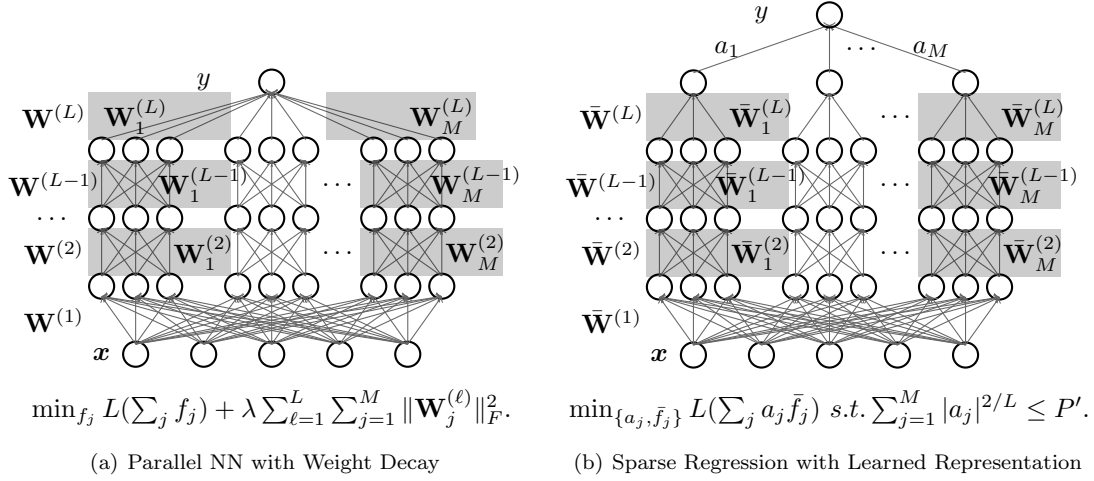 y
W^(L) W_1^(L) W_M^(L)
W^(L−1) W_1^(L−1) ... W_M^(L−1)
...
W^(2) W_1^(2) ... W_M^(2)
W^(1)
x
min_{f_j} L(∑_j f_j) + λ ∑_{ℓ=1}^L ∑_{j=1}^M ‖W_j^(ℓ)‖_F^2.
(a) Parallel NN with Weight Decay
y
a_1 ... a_M
W̄^(L) W̄_1^(L) ... W̄_M^(L)
W̄^(L−1) W̄_1^(L−1) ... W̄_M^(L−1)
...
W̄^(2) W̄_1^(2) ... W̄_M^(2)
W̄^(1)
x
min_{{a_j, f̄_j}} L(∑_j a_j f̄_j) s.t. ∑_{j=1}^M |a_j|^{2/L} ≤ P′.
(b) Sparse Regression with Learned Representation